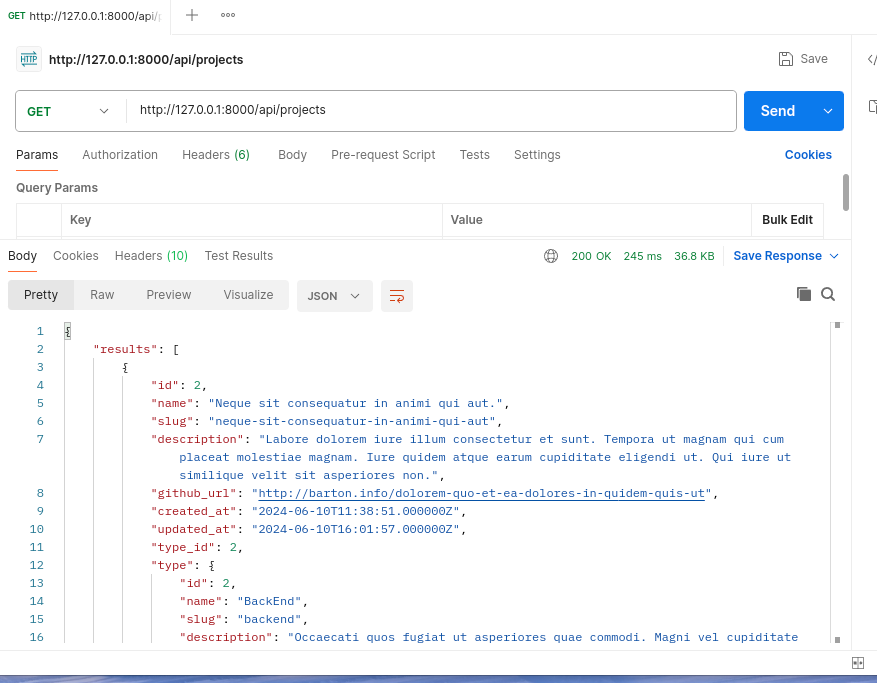 GET http://127.0.0.1:8000/api/p
HTTP http://127.0.0.1:8000/api/projects Save
GET http://127.0.0.1:8000/api/projects Send
Params Authorization Headers (6) Body Pre-request Script Tests Settings Cookies
Query Params
Key Value Bulk Edit
Body Cookies Headers (10) Test Results 200 OK 245 ms 36.8 KB Save Response
Pretty Raw Preview Visualize JSON
1 {
2 "results": [
3 {
4 "id": 2,
5 "name": "Neque sit consequatur in animi qui aut.",
6 "slug": "neque-sit-consequatur-in-animi-qui-aut",
7 "description": "Labore dolorem iure illum consectetur et sunt. Tempora ut magnam qui cum
placeat molestiae magnam. Iure quidem atque earum cupiditate eligendi ut. Qui iure ut
similique velit sit asperiores non.",
8 "github_url": "http://barton.info/dolorem-quo-et-ea-dolores-in-quidem-quis-ut",
9 "created_at": "2024-06-10T11:38:51.000000Z",
10 "updated_at": "2024-06-10T16:01:57.000000Z",
11 "type_id": 2,
12 "type": {
13 "id": 2,
14 "name": "BackEnd",
15 "slug": "backend",
16 "description": "Occaecati quos fugiat ut asperiores quae commodi. Magni vel cupiditate